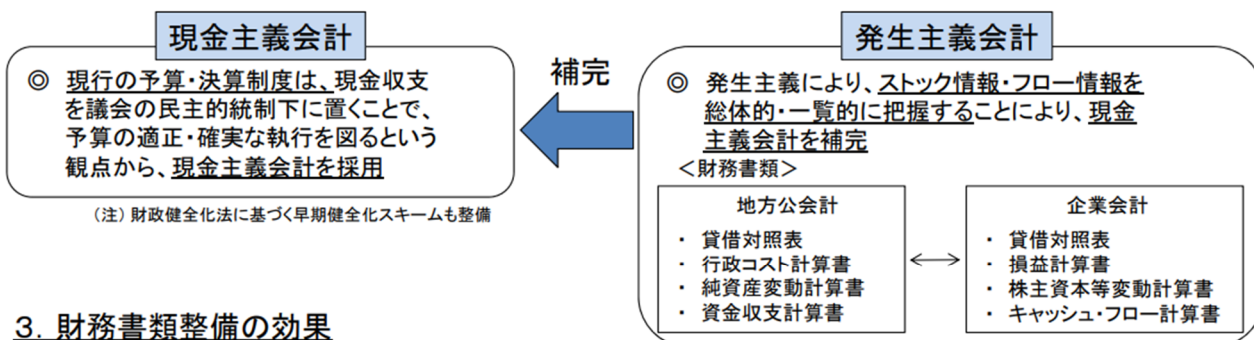 現金主義会計
◎ 現行の予算・決算制度は、現金収支
を議会の民主的統制下に置くことで、
予算の適正・確実な執行を図るという
観点から、現金主義会計を採用
（注）財政健全化法に基づく早期健全化スキームも整備
補完
発生主義会計
◎ 発生主義により、ストック情報・フロー情報を
総体的・一覧的に把握することにより、現金
主義会計を補完
＜財務書類＞
地方公会計
・ 貸借対照表
・ 行政コスト計算書
・ 純資産変動計算書
・ 資金収支計算書
企業会計
・ 貸借対照表
・ 損益計算書
・ 株主資本等変動計算書
・ キャッシュ・フロー計算書
３．財務書類整備の効果